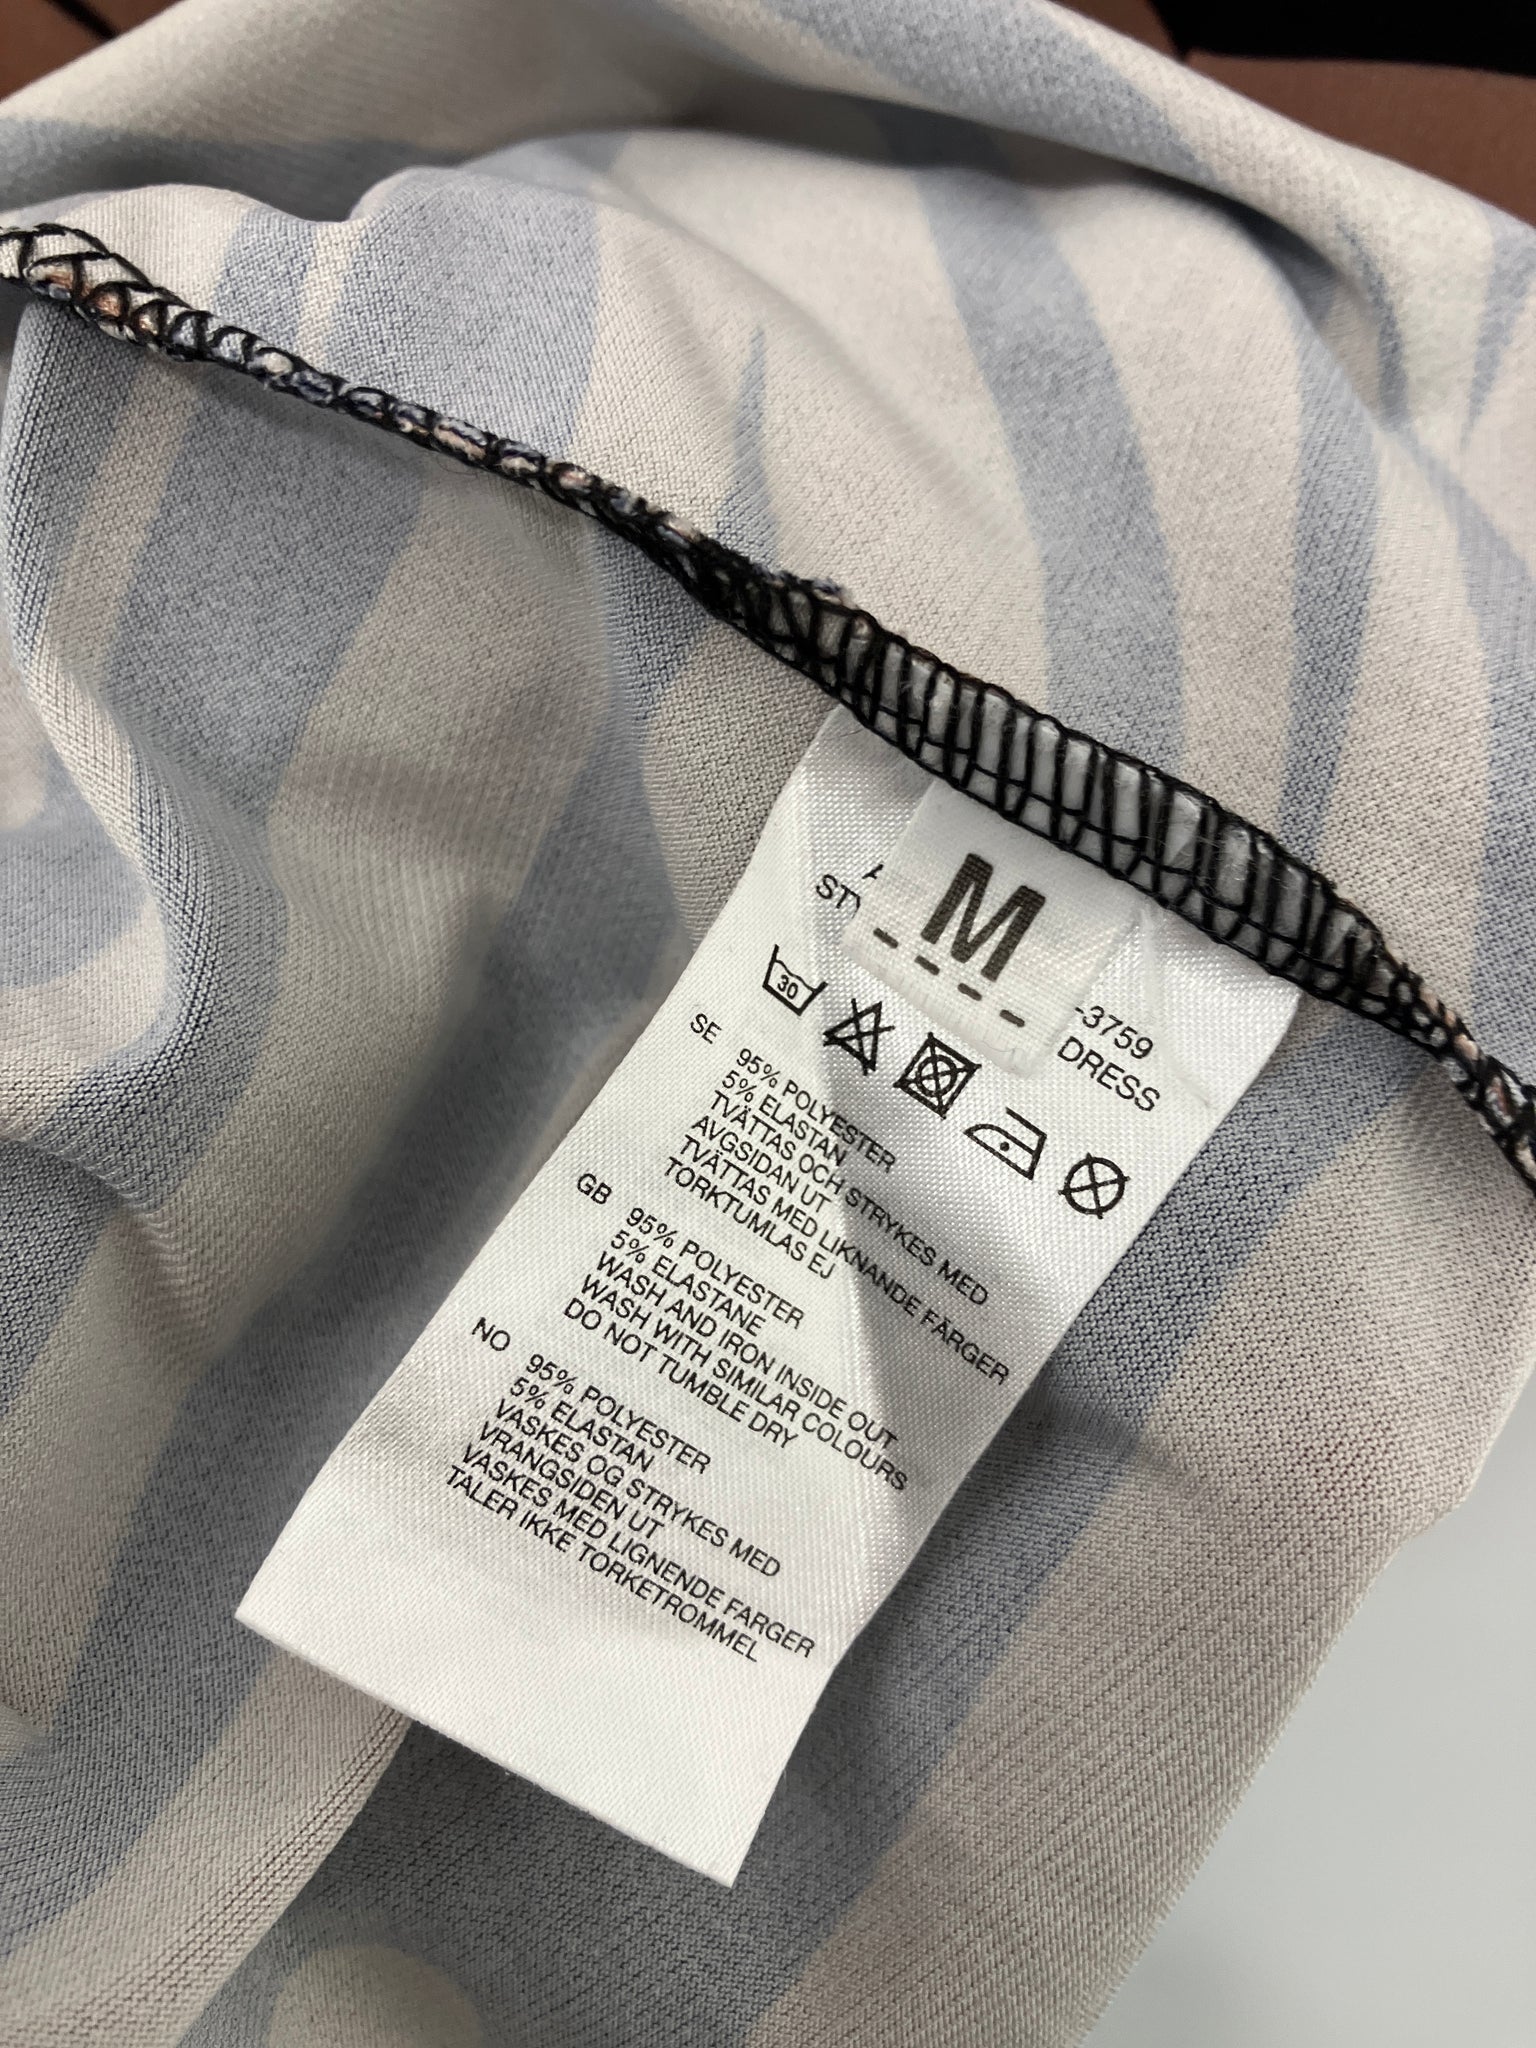 M
-3759
DRESS
30
SE
95% POLYESTER
5% ELASTAN
TVÄTTAS OCH STRYKES MED
AVGSIDAN UT
TVÄTTAS MED LIKNANDE FÄRGER
TORKTUMLAS EJ
GB
95% POLYESTER
5% ELASTANE
WASH AND IRON INSIDE OUT
WASH WITH SIMILAR COLOURS
DO NOT TUMBLE DRY
NO
95% POLYESTER
5% ELASTAN
VASKES OG STRYKES MED
VRANGSIDEN UT
VASKES MED LIGNENDE FARGER
TALER IKKE TORKETROMMEL